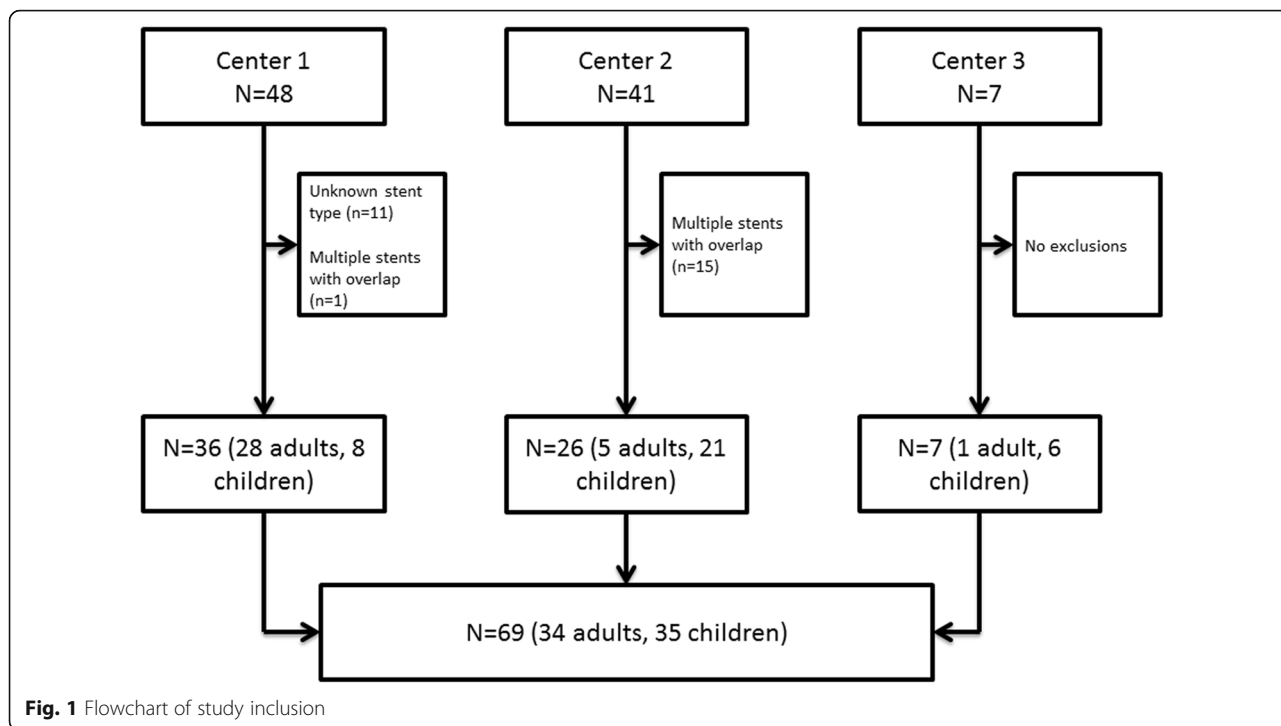 Center 1
N=48
Center 2
N=41
Center 3
N=7
Unknown stent
type (n=11)
Multiple stents
with overlap
(n=1)
Multiple stents
with overlap
(n=15)
No exclusions
N=36 (28 adults, 8
children)
N=26 (5 adults, 21
children)
N=7 (1 adult, 6
children)
N=69 (34 adults, 35 children)
Fig. 1 Flowchart of study inclusion